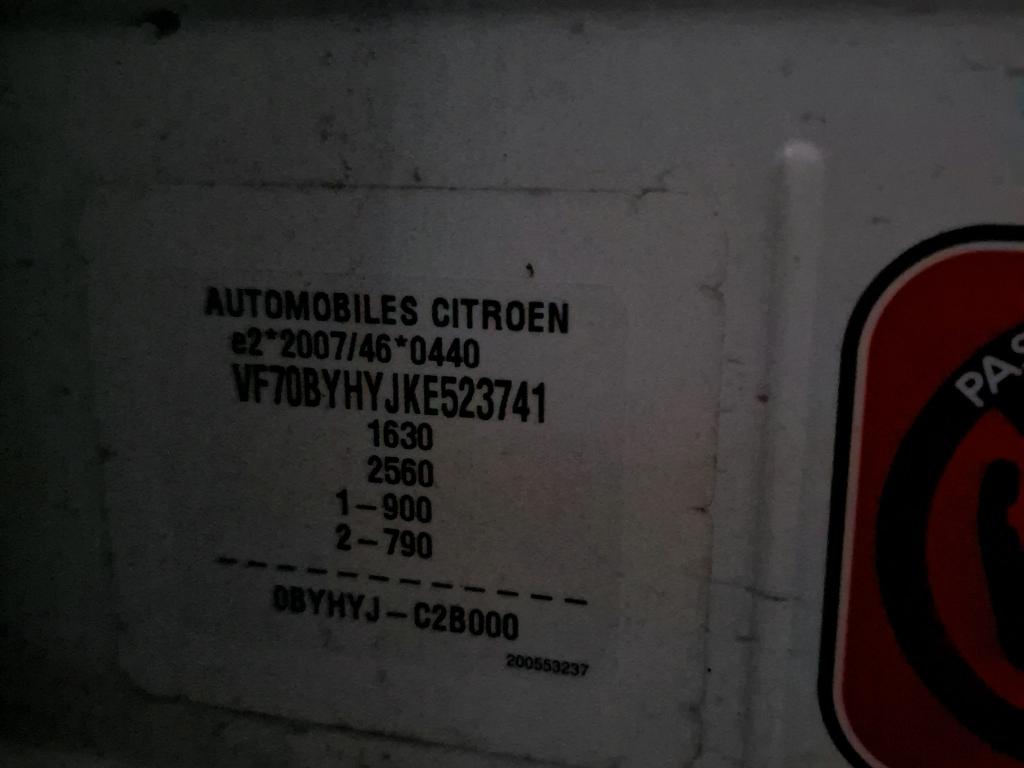 AUTOMOBILES CITROEN
e2*2007/46*0440
VF70BYHYJKE523741
1630
2560
1-900
2-790
0BYHYJ-C2B000
200553237